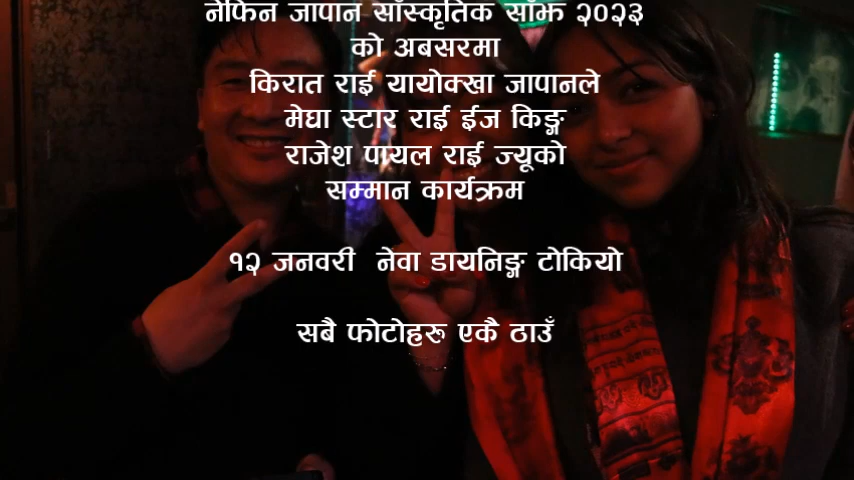 नेफिन जापान साँस्कृतिक साँझ २०२३
को अबसरमा
किरात राई यायोक्खा जापानले
मेघा स्टार राई ईज किङ्ग
राजेश पायल राई ज्यूको
सम्मान कार्यक्रम
१२ जनवरी नेवा डायनिङ्ग टोकियो
सबै फोटोहरू एकै ठाउँ